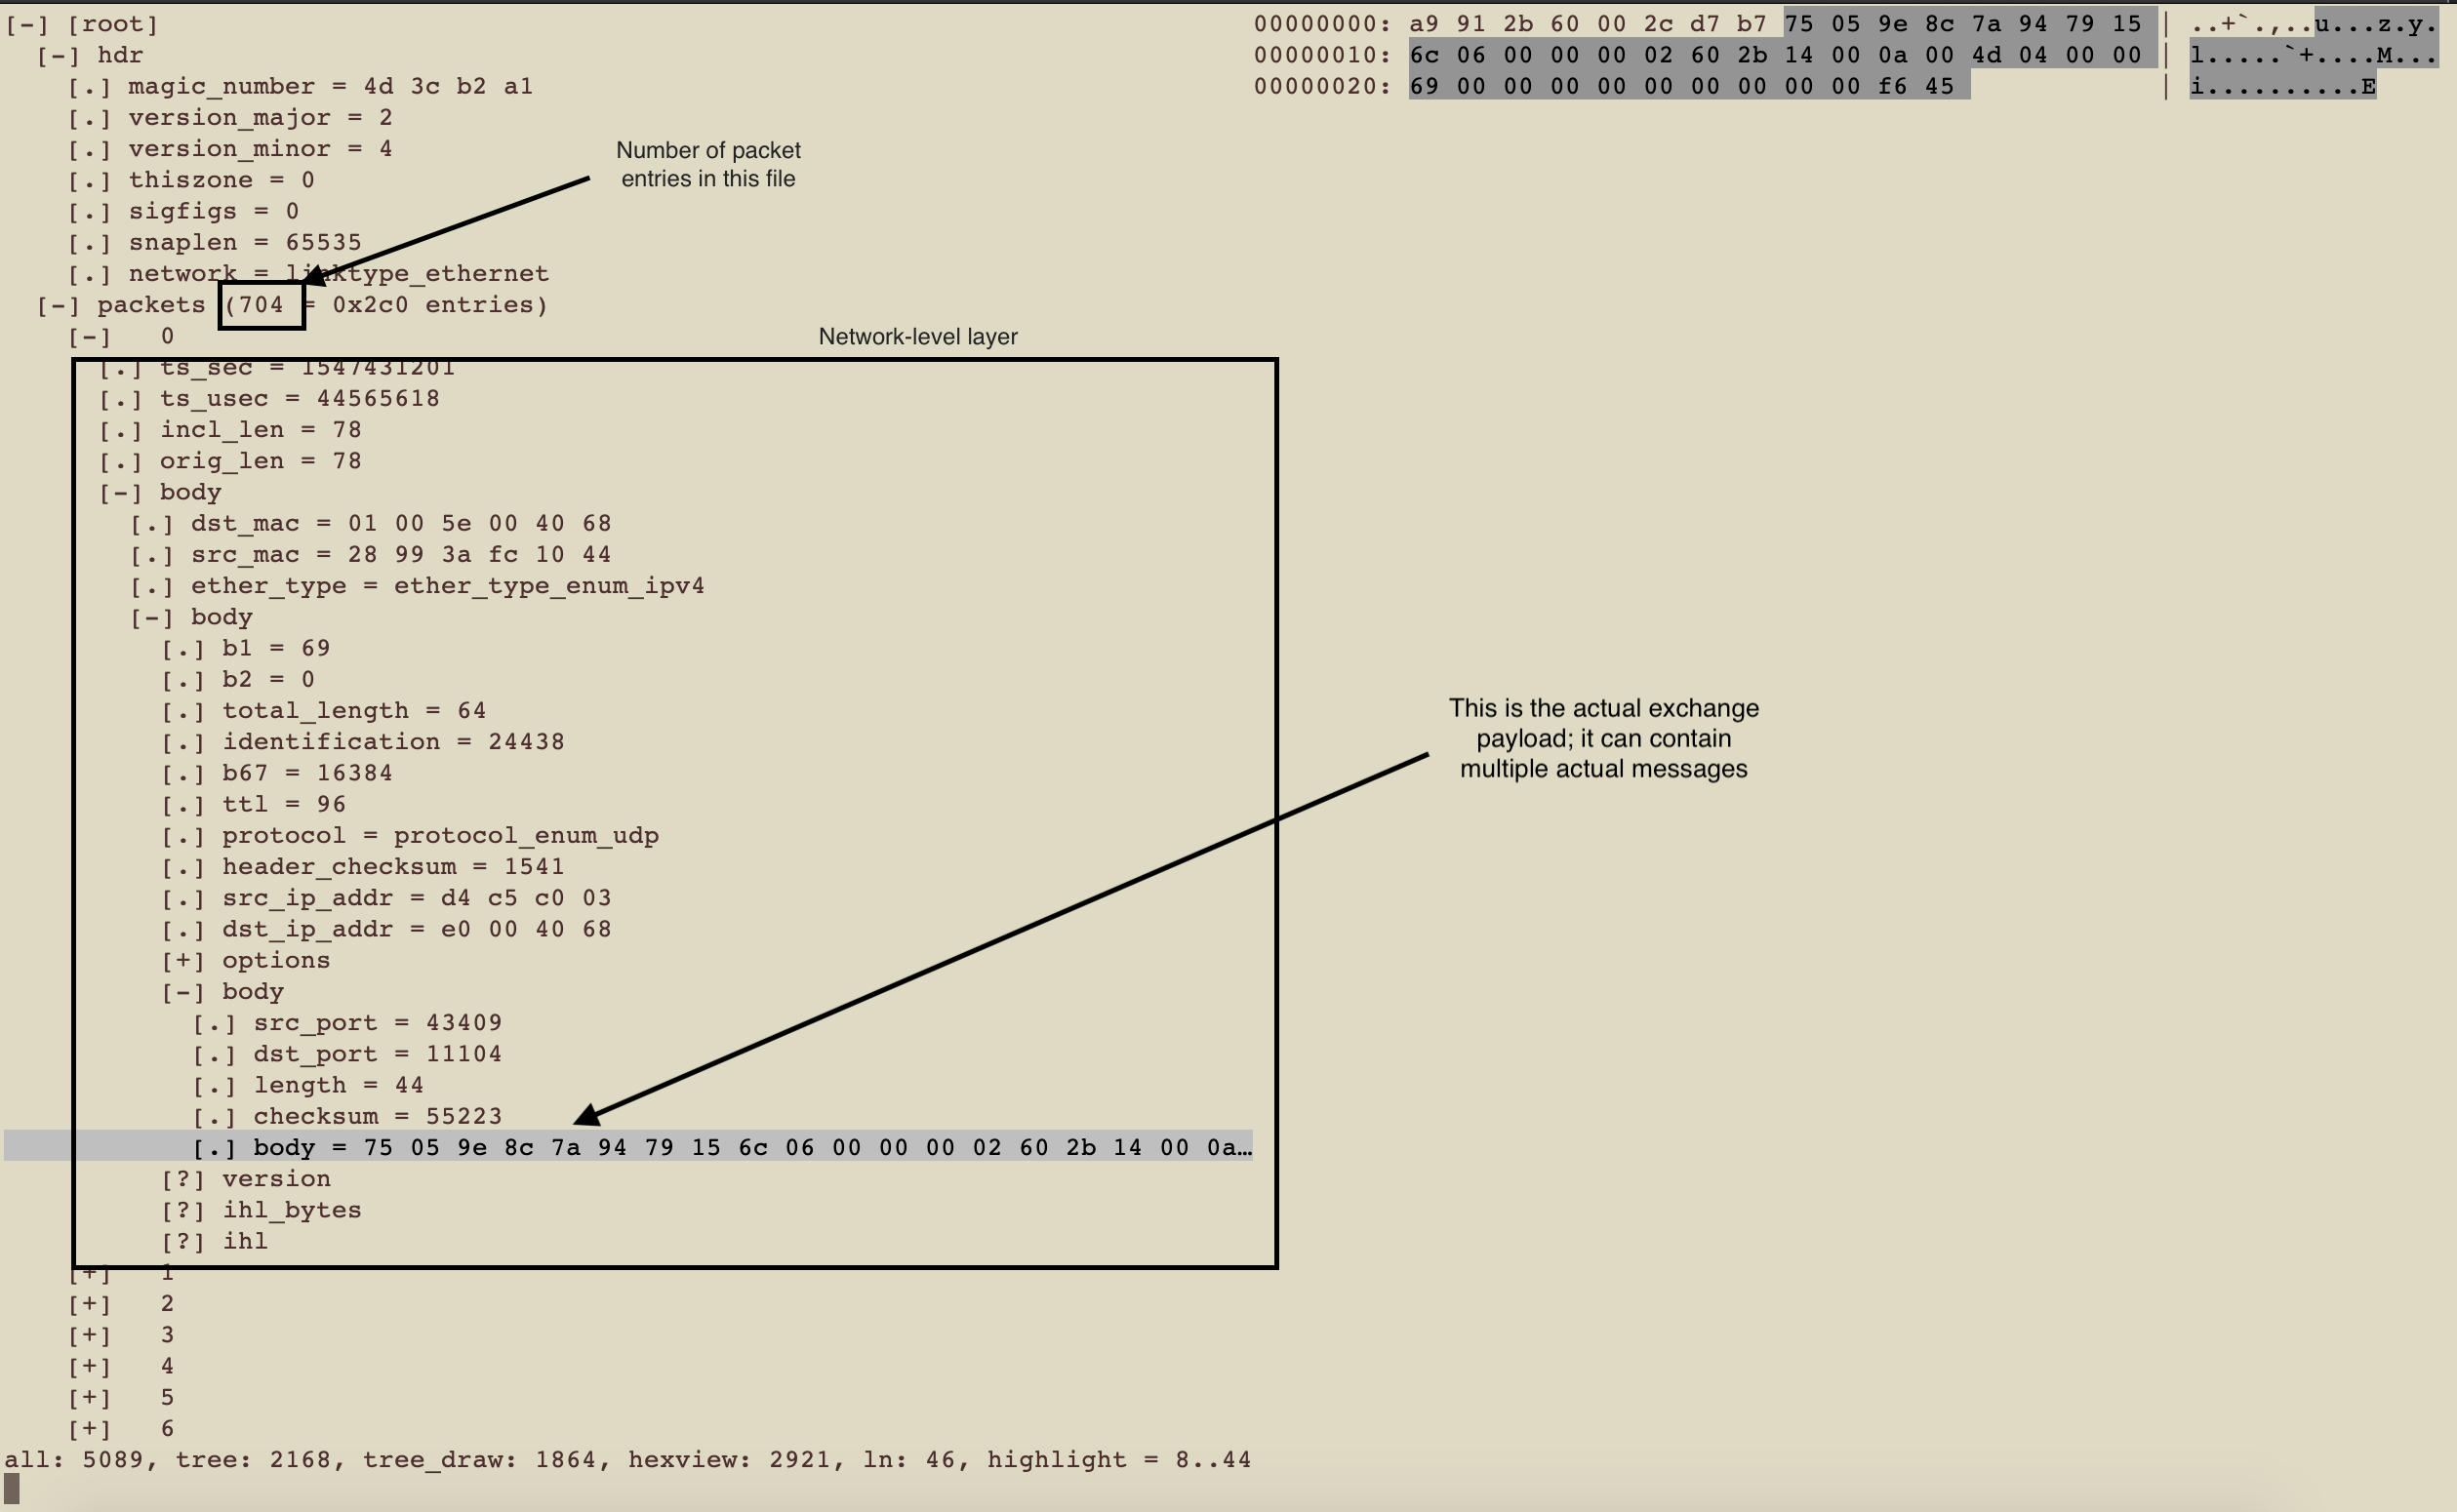 [-] [root]
[-] hdr
[.] magic_number = 4d 3c b2 a1
[.] version_major = 2
[.] version_minor = 4
[.] thiszone = 0
[.] sigfigs = 0
[.] snaplen = 65535
[.] network = linktype_ethernet
[-] packets (704 = 0x2c0 entries)
[-] 0
[.] ts_sec = 1547431201
[.] ts_usec = 44565618
[.] incl_len = 78
[.] orig_len = 78
[-] body
[.] dst_mac = 01 00 5e 00 40 68
[.] src_mac = 28 99 3a fc 10 44
[.] ether_type = ether_type_enum_ipv4
[-] body
[.] b1 = 69
[.] b2 = 0
[.] total_length = 64
[.] identification = 24438
[.] b67 = 16384
[.] ttl = 96
[.] protocol = protocol_enum_udp
[.] header_checksum = 1541
[.] src_ip_addr = d4 c5 c0 03
[.] dst_ip_addr = e0 00 40 68
[+] options
[-] body
[.] src_port = 43409
[.] dst_port = 11104
[.] length = 44
[.] checksum = 55223
[.] body = 75 05 9e 8c 7a 94 79 15 6c 06 00 00 00 02 60 2b 14 00 0a…
[?] version
[?] ihl_bytes
[?] ihl
[+] 1
[+] 2
[+] 3
[+] 4
[+] 5
[+] 6
all: 5089, tree: 2168, tree_draw: 1864, hexview: 2921, ln: 46, highlight = 8..44
00000000: a9 91 2b 60 00 2c d7 b7 75 05 9e 8c 7a 94 79 15 | ..+`.,..u...z.y.
00000010: 6c 06 00 00 00 02 60 2b 14 00 0a 00 4d 04 00 00 | l.....`+....M...
00000020: 69 00 00 00 00 00 00 00 00 00 f6 45 | i..........E
Number of packet
entries in this file
Network-level layer
This is the actual exchange
payload; it can contain
multiple actual messages